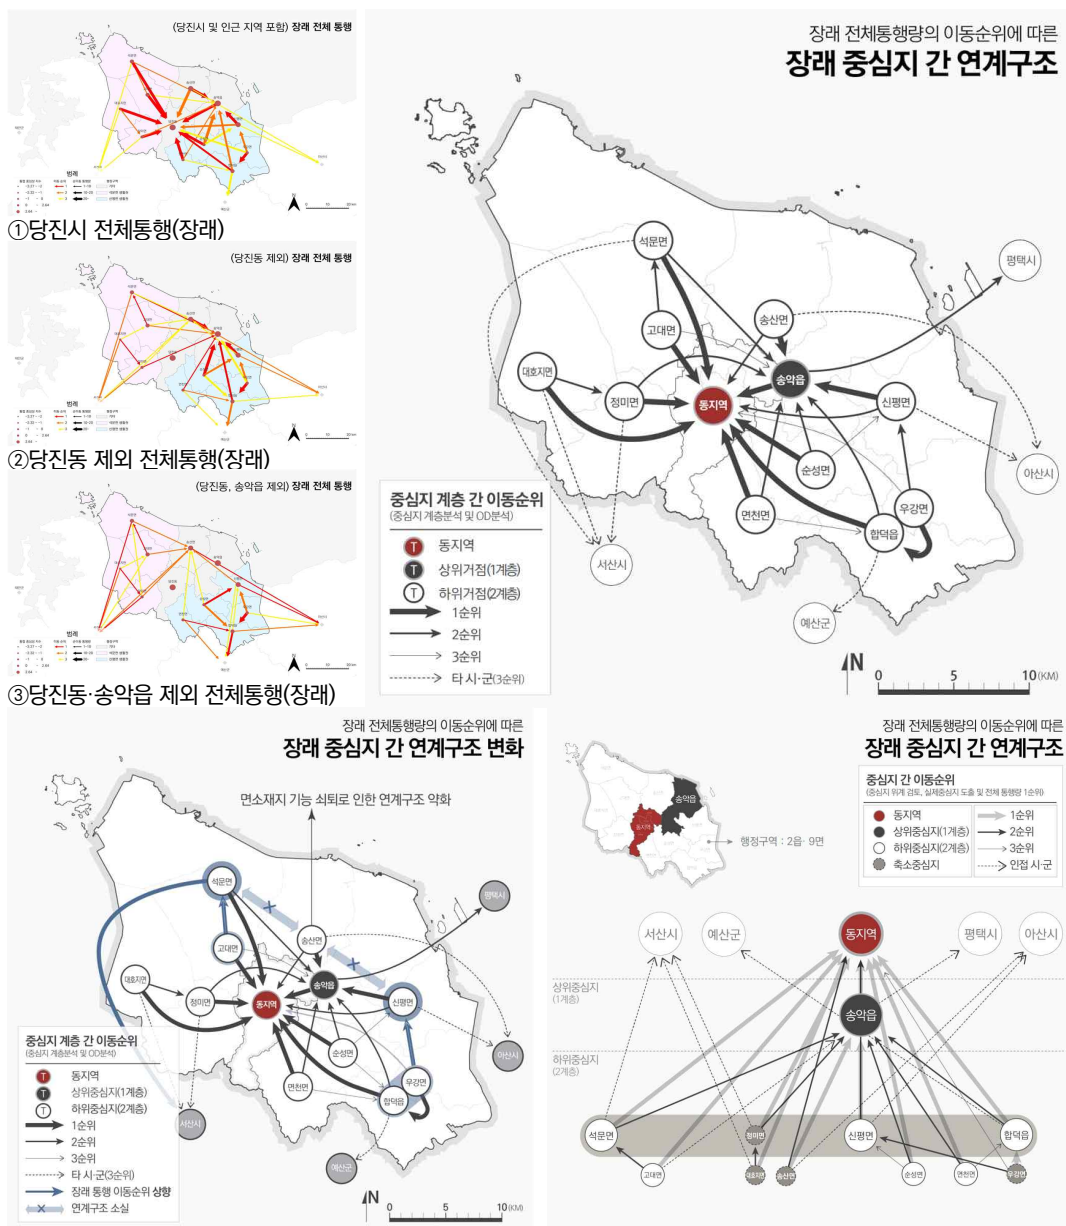 (당진시 및 인근 지역 포함) 장래 전체 통행
범례
①당진시 전체통행(장래)
(당진동 제외) 장래 전체 통행
범례
②당진동 제외 전체통행(장래)
(당진동, 송악읍 제외) 장래 전체 통행
범례
③당진동·송악읍 제외 전체통행(장래)
장래 전체통행량의 이동순위에 따른
장래 중심지 간 연계구조
석문면
평택시
고대면
송산면
대호지면
정미면
송악읍
동지역
신평면
순성면
아산시
면천면
우강면
합덕읍
서산시
예산군
중심지 계층 간 이동순위
(중심지 계층분석 및 OD분석)
T 동지역
T 상위거점(1계층)
T 하위거점(2계층)
1순위
2순위
3순위
타 시·군(3순위)
N
0 5 10 (KM)
장래 전체통행량의 이동순위에 따른
장래 중심지 간 연계구조 변화
면소재지 기능 쇠퇴로 인한 연계구조 약화
석문면
평택시
송산면
고대면
대호지면
정미면
송악읍
동지역
신평면
순성면
아산시
면천면
우강면
합덕읍
서산시
예산군
중심지 계층 간 이동순위
(중심지 계층분석 및 OD분석)
T 동지역
T 상위중심지(1계층)
T 하위중심지(2계층)
1순위
2순위
3순위
타 시·군(3순위)
장래 통행 이동순위 상향
연계구조 소실
N
0 5 10 (KM)
장래 전체통행량의 이동순위에 따른
장래 중심지 간 연계구조
송악읍
동지역
행정구역 : 2읍· 9면
중심지 간 이동순위
(중심지 위계 검토, 실제중심지 도출 및 전체 통행량 1순위)
동지역
상위중심지(1계층)
하위중심지(2계층)
축소중심지
1순위
2순위
3순위
인접 시·군
서산시
예산군
동지역
평택시
아산시
상위중심지
(1계층)
송악읍
하위중심지
(2계층)
석문면
정미면
신평면
합덕읍
고대면
대호지면
송산면
순성면
면천면
우강면